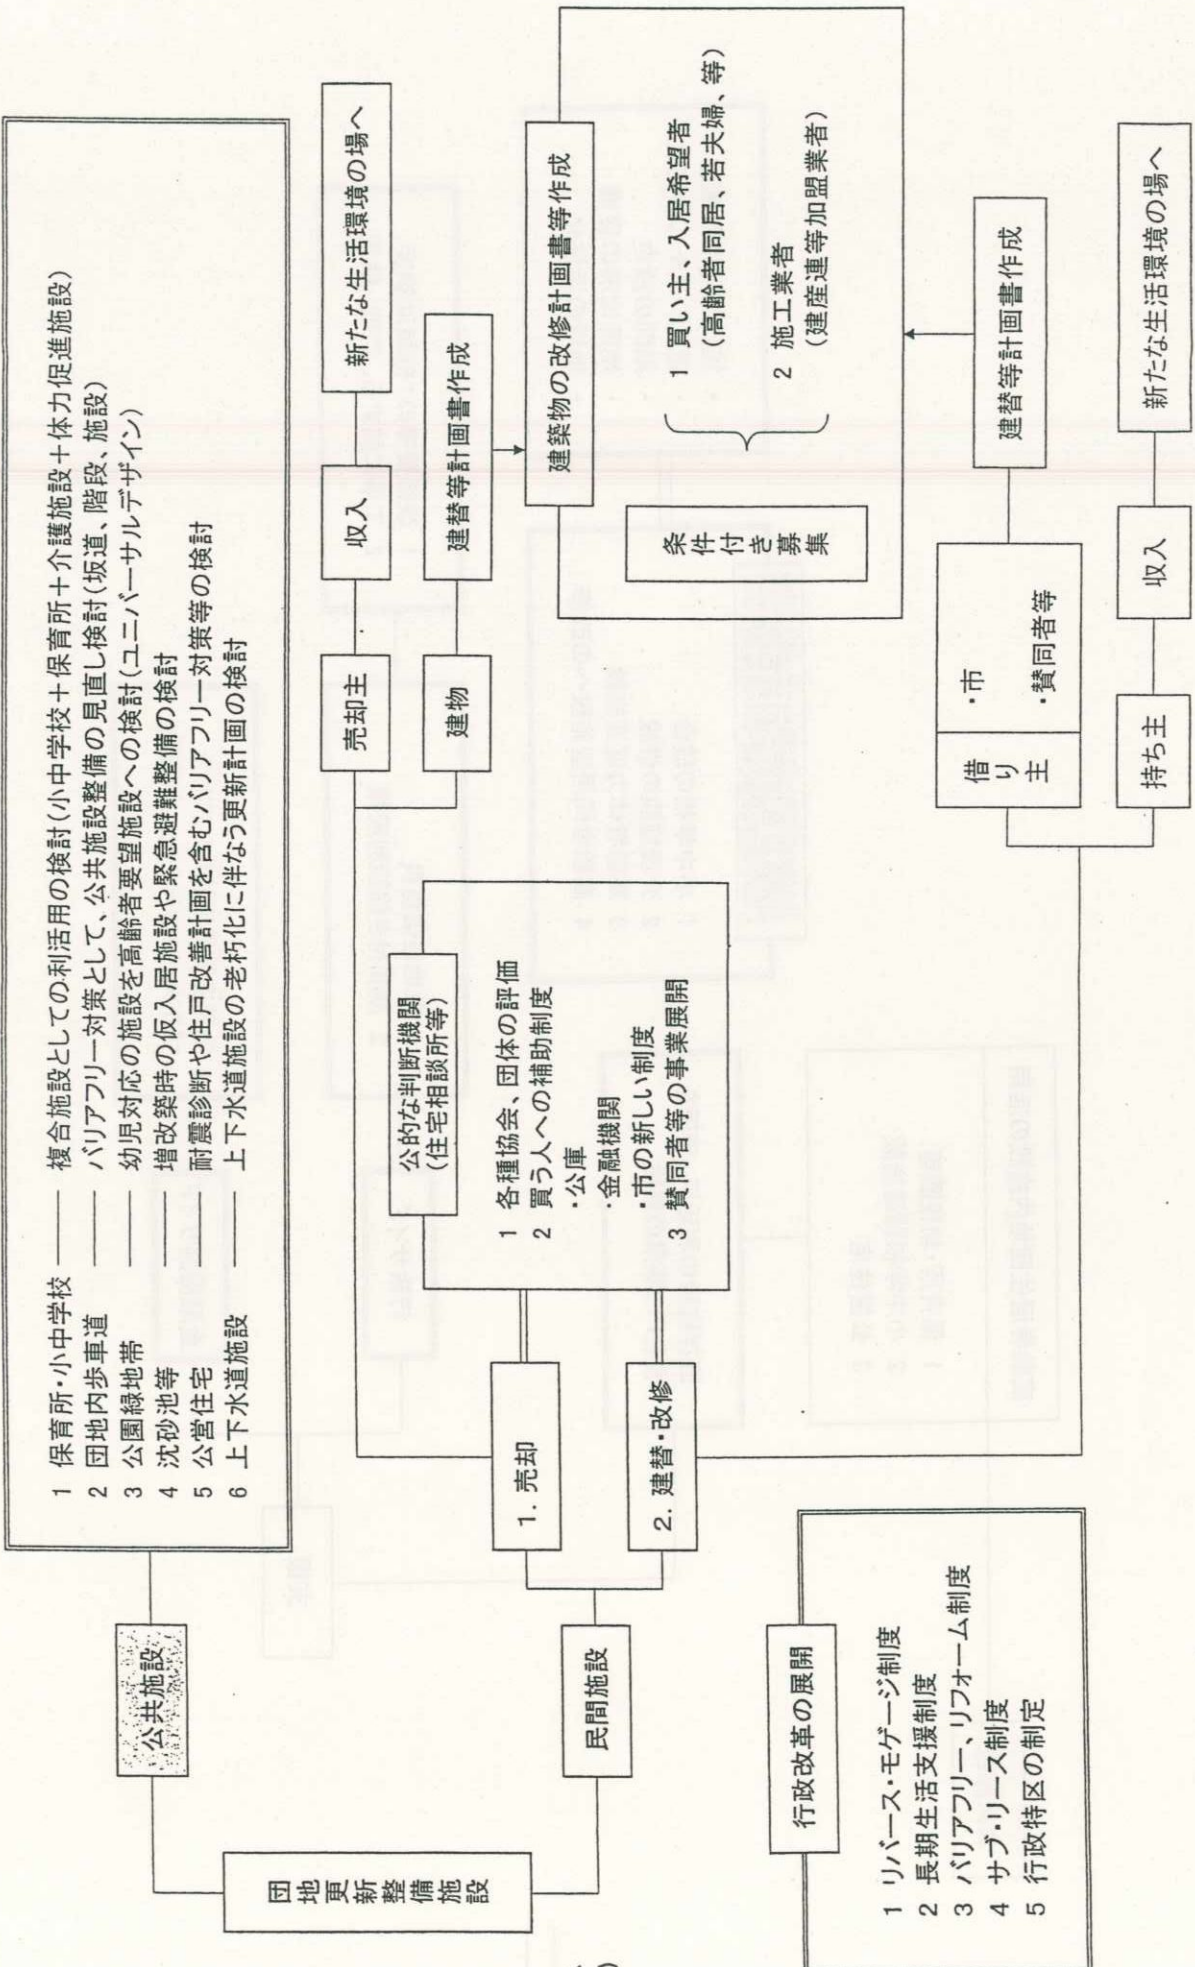 団地更新整備施設
公共施設
1 保育所・小中学校 ―― 複合施設としての利活用の検討(小中学校+保育所+介護施設+体力促進施設)
2 団地内歩車道 ―― バリアフリー対策として、公共施設整備の見直し検討(坂道、階段、施設)
3 公園緑地帯 ―― 幼児対応の施設を高齢者要望施設への検討(ユニバーサルデザイン)
4 沈砂池等 ―― 増改築時の仮入居施設や緊急避難整備の検討
5 公営住宅 ―― 耐震診断や住戸改善計画を含むバリアフリー対策等の検討
6 上下水道施設 ―― 上下水道施設の老朽化に伴なう更新計画の検討
民間施設
1. 売却
2. 建替・改修
公的な判断機関
(住宅相談所等)
1 各種協会、団体の評価
2 買う人への補助制度
・公庫
・金融機関
・市の新しい制度
3 賛同者等の事業展開
売却主
収入
新たな生活環境の場へ
建物
建替等計画書作成
建築物の改修計画書等作成
条件付き募集
1 買い主、入居希望者
(高齢者同居、若夫婦、等)
2 施工業者
(建産連等加盟業者)
借り主
・市
・賛同者等
建替等計画書作成
持ち主
収入
新たな生活環境の場へ
行政改革の展開
1 リバース・モゲージ制度
2 長期生活支援制度
3 バリアフリー、リフォーム制度
4 サブ・リース制度
5 行政特区の制定